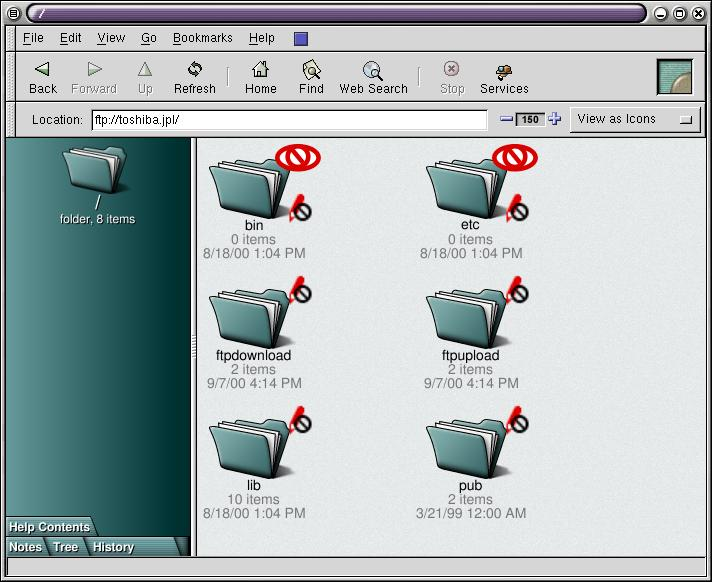 /
File Edit View Go Bookmarks Help
Back Forward Up Refresh Home Find Web Search Stop Services
Location: ftp://toshiba.jpl/ 150 View as Icons
/
folder, 8 items
bin
0 items
8/18/00 1:04 PM
etc
0 items
8/18/00 1:04 PM
ftpdownload
2 items
9/7/00 4:14 PM
ftpupload
2 items
9/7/00 4:14 PM
lib
10 items
8/18/00 1:04 PM
pub
2 items
3/21/99 12:00 AM
Help Contents
Notes Tree History